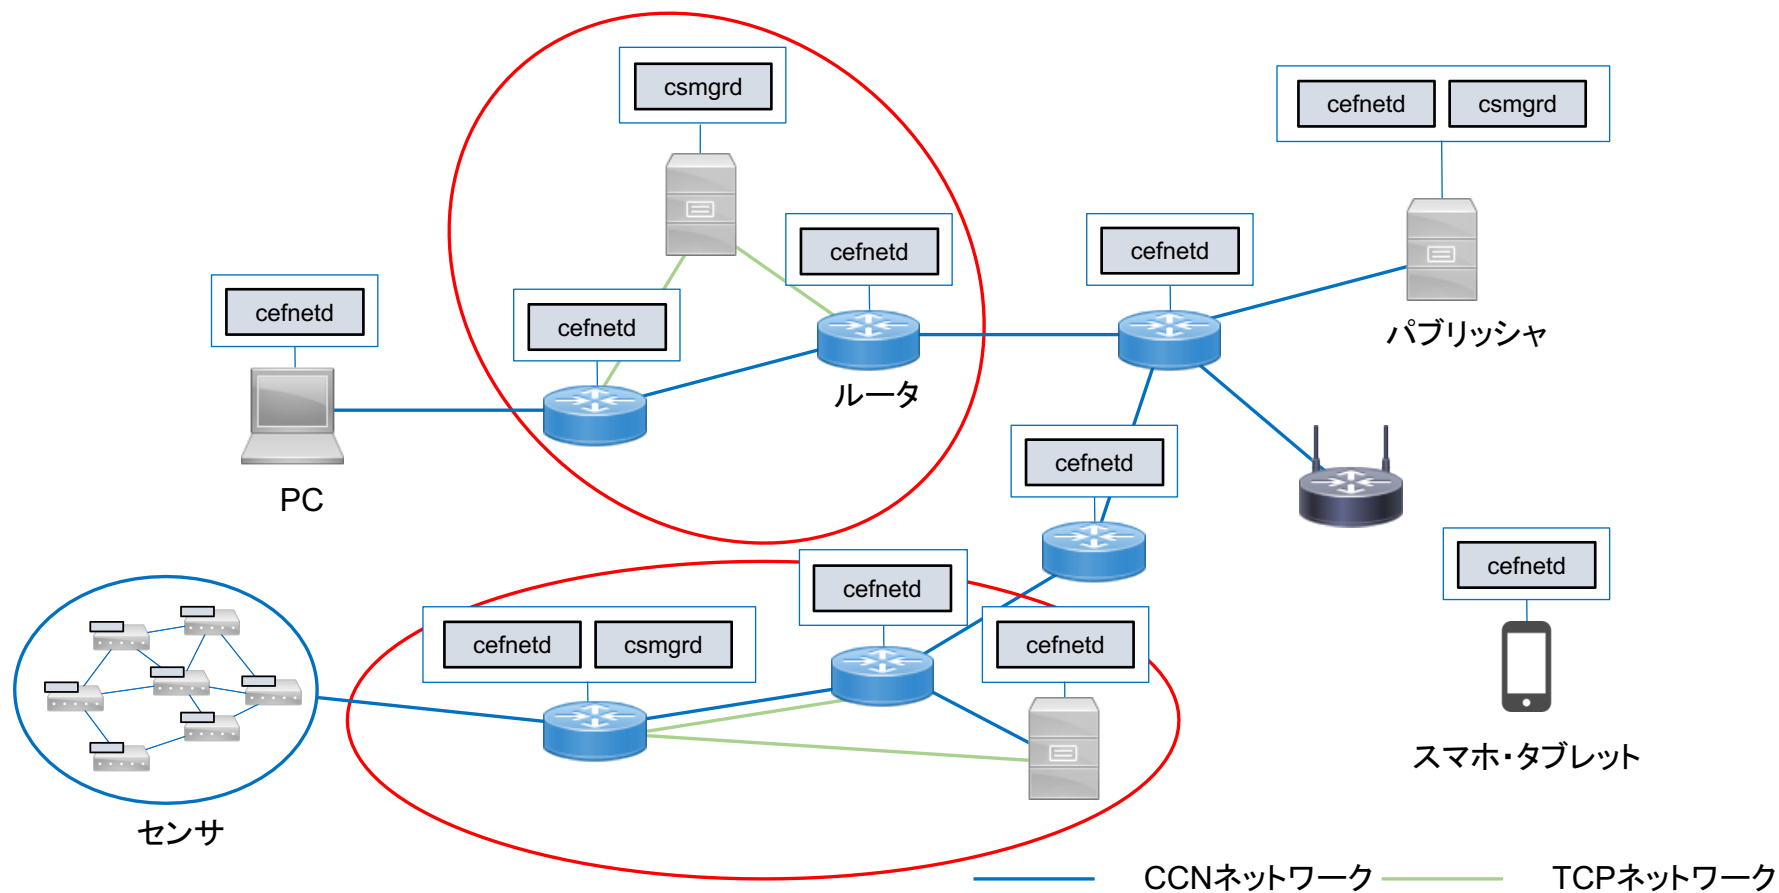 csmgrd
cefnetd csmgrd
cefnetd
cefnetd
cefnetd
cefnetd
パブリッシャ
ルータ
cefnetd
PC
cefnetd
cefnetd
cefnetd csmgrd
cefnetd
スマホ・タブレット
センサ
CCNネットワーク
TCPネットワーク